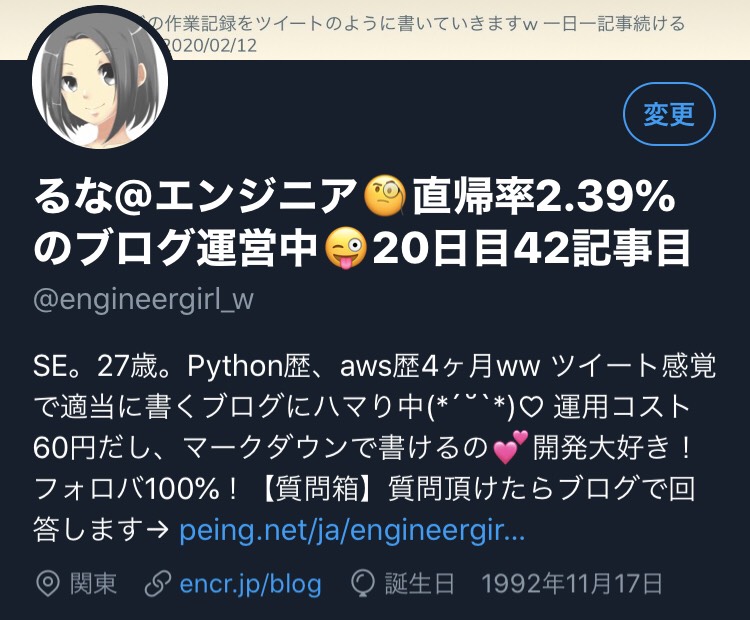 の作業記録をツイートのように書いていきますw 一日一記事続ける
2020/02/12
変更
るな@エンジニア🧐直帰率2.39%
のブログ運営中😜20日目42記事目
@engineergirl_w
SE。27歳。Python歴、aws歴4ヶ月ww ツイート感覚
で適当に書くブログにハマり中(*´˘`*)♡ 運用コスト
60円だし、マークダウンで書けるの💕開発大好き！
フォロバ100%！【質問箱】質問頂けたらブログで回
答します→ peing.net/ja/engineergir...
関東 encr.jp/blog 誕生日 1992年11月17日